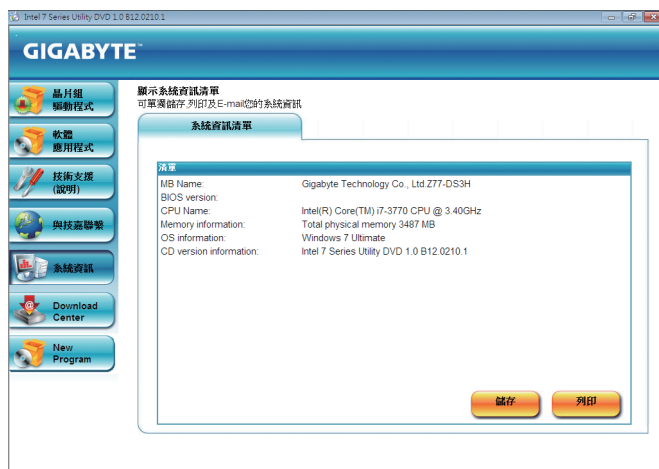 Intel 7 Series Utility DVD 1.0 B12.0210.1
GIGABYTE™
晶片組
驅動程式
軟體
應用程式
技術支援
(說明)
與技嘉聯繫
系統資訊
Download
Center
New
Program
顯示系統資訊清單
可單獨儲存,列印及E-mail您的系統資訊
系統資訊清單
清單
MB Name: Gigabyte Technology Co., Ltd.Z77-DS3H
BIOS version:
CPU Name: Intel(R) Core(TM) i7-3770 CPU @ 3.40GHz
Memory information: Total physical memory 3487 MB
OS information: Windows 7 Ultimate
CD version information: Intel 7 Series Utility DVD 1.0 B12.0210.1
儲存
列印